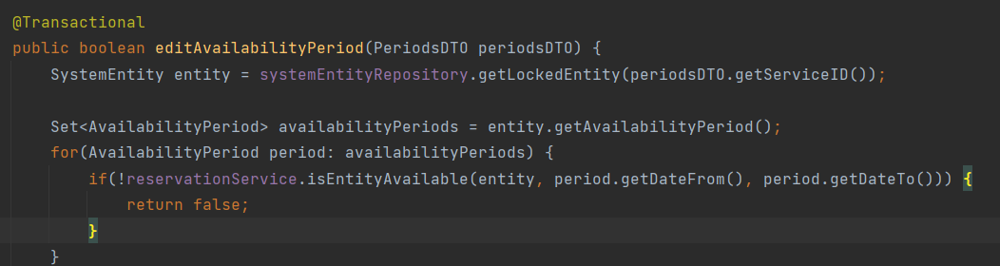 @Transactional
public boolean editAvailabilityPeriod(PeriodsDTO periodsDTO) {
    SystemEntity entity = systemEntityRepository.getLockedEntity(periodsDTO.getServiceID());

    Set<AvailabilityPeriod> availabilityPeriods = entity.getAvailabilityPeriod();
    for(AvailabilityPeriod period: availabilityPeriods) {
        if(!reservationService.isEntityAvailable(entity, period.getDateFrom(), period.getDateTo())) {
            return false;
        }
    }